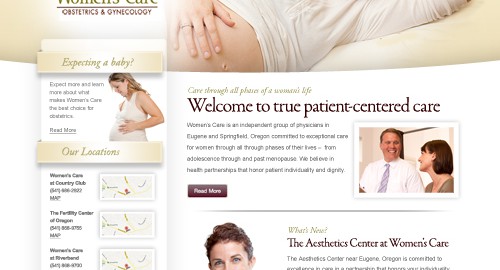 Women's Care
OBSTETRICS & GYNECOLOGY
Expecting a baby?
Expect more and learn
more about what
makes Women's Care
the best choice for
obstetrics.
Read More
Our Locations
Women's Care
at Country Club
(541) 686-2922
MAP
The Fertility Center
of Oregon
(541) 868-9755
MAP
Women's Care
at Riverbend
(541) 868-9700
Care through all phases of a woman's life
Welcome to true patient-centered care
Women's Care is an independent group of physicians in
Eugene and Springfield, Oregon committed to exceptional care
for women through all through phases of their lives – from
adolescence through and past menopause. We believe in
health partnerships that honor patient individuality and dignity.
Read More
What's New?
The Aesthetics Center at Women's Care
The Aesthetics Center near Eugene, Oregon is committed to
excellence in care in a partnership that honors your individuality